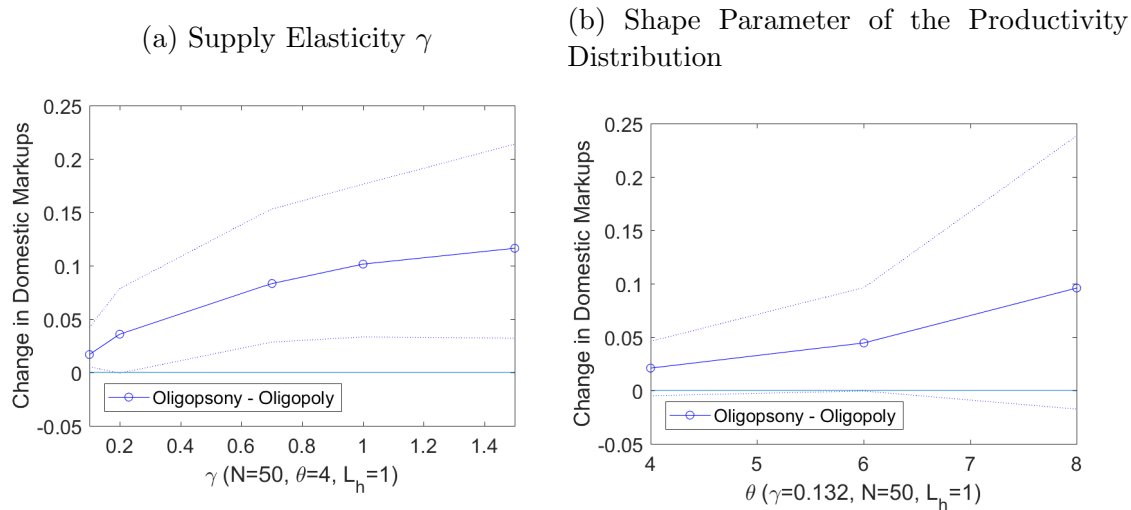 (a) Supply Elasticity γ
0.25
0.2
0.15
0.1
0.05
0
-0.05
Change in Domestic Markups
Oligopsony - Oligopoly
0.2 0.4 0.6 0.8 1 1.2 1.4
γ (N=50, θ=4, L_h=1)
(b) Shape Parameter of the Productivity
Distribution
0.25
0.2
0.15
0.1
0.05
0
-0.05
Change in Domestic Markups
Oligopsony - Oligopoly
4 5 6 7 8
θ (γ=0.132, N=50, L_h=1)